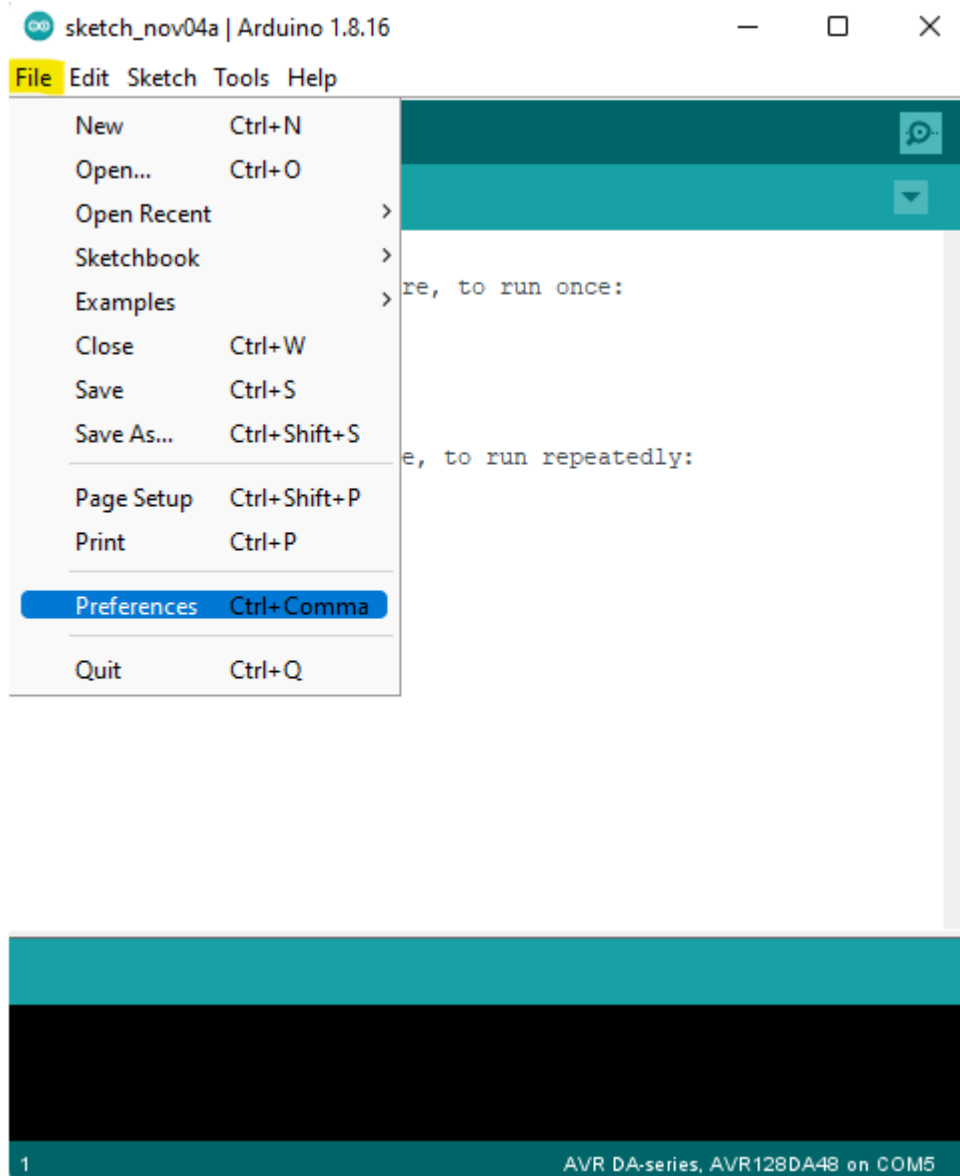 sketch_nov04a | Arduino 1.8.16
File Edit Sketch Tools Help
New Ctrl+N
Open... Ctrl+O
Open Recent
Sketchbook
Examples
re, to run once:
Close Ctrl+W
Save Ctrl+S
Save As... Ctrl+Shift+S
e, to run repeatedly:
Page Setup Ctrl+Shift+P
Print Ctrl+P
Preferences Ctrl+Comma
Quit Ctrl+Q
1 AVR DA-series, AVR128DA48 on COM5